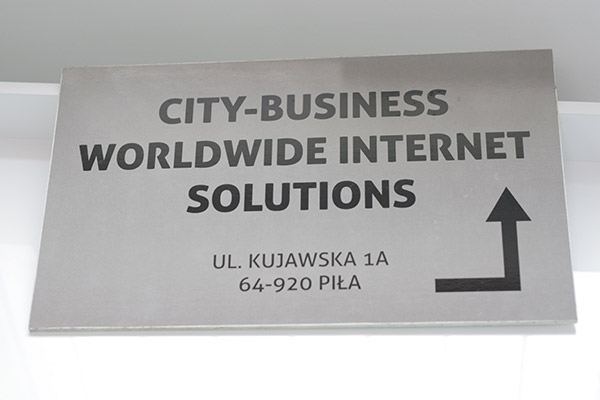 CITY-BUSINESS
WORLDWIDE INTERNET
SOLUTIONS
UL. KUJAWSKA 1A
64-920 PIŁA